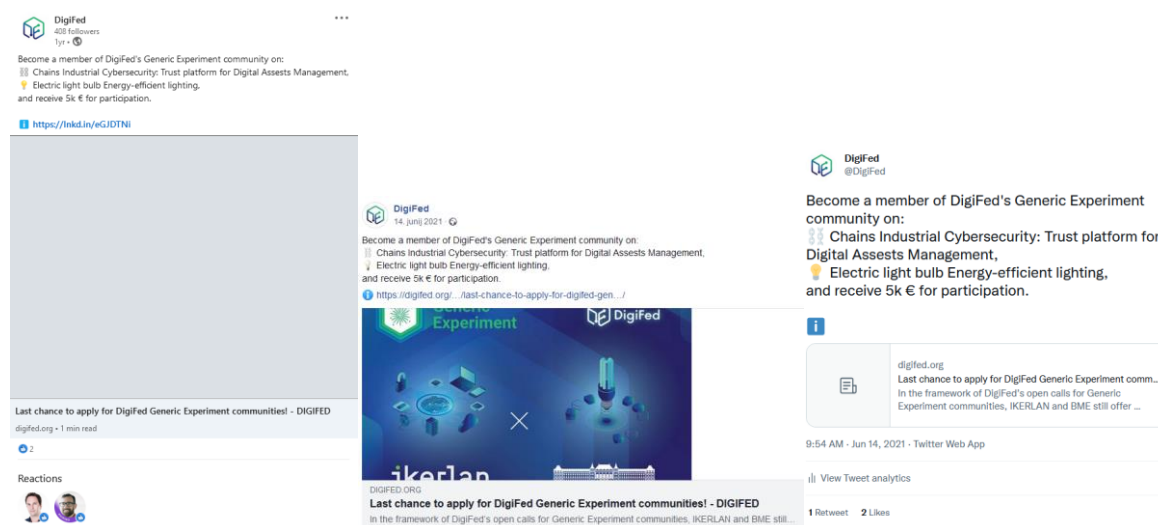 DigiFed
408 followers
1yr •
Become a member of DigiFed's Generic Experiment community on:
Chains Industrial Cybersecurity: Trust platform for Digital Assests Management,
Electric light bulb Energy-efficient lighting,
and receive 5k € for participation.
https://lnkd.in/eGJDTNi
Last chance to apply for DigiFed Generic Experiment communities! - DIGIFED
digifed.org • 1 min read
2
Reactions
DigiFed
14. junij 2021 ·
Become a member of DigiFed's Generic Experiment community on:
Chains Industrial Cybersecurity: Trust platform for Digital Assests Management,
Electric light bulb Energy-efficient lighting,
and receive 5k € for participation.
https://digifed.org/.../last-chance-to-apply-for-digifed-gen.../
Generic
Experiment
DigiFed
ikerlan
DIGIFED.ORG
Last chance to apply for DigiFed Generic Experiment communities! - DIGIFED
In the framework of DigiFed's open calls for Generic Experiment communities, IKERLAN and BME still...
DigiFed
@DigiFed
Become a member of DigiFed's Generic Experiment
community on:
Chains Industrial Cybersecurity: Trust platform for
Digital Assests Management,
Electric light bulb Energy-efficient lighting,
and receive 5k € for participation.
digifed.org
Last chance to apply for DigiFed Generic Experiment comm...
In the framework of DigiFed's open calls for Generic
Experiment communities, IKERLAN and BME still offer ...
9:54 AM · Jun 14, 2021 · Twitter Web App
View Tweet analytics
1 Retweet 2 Likes